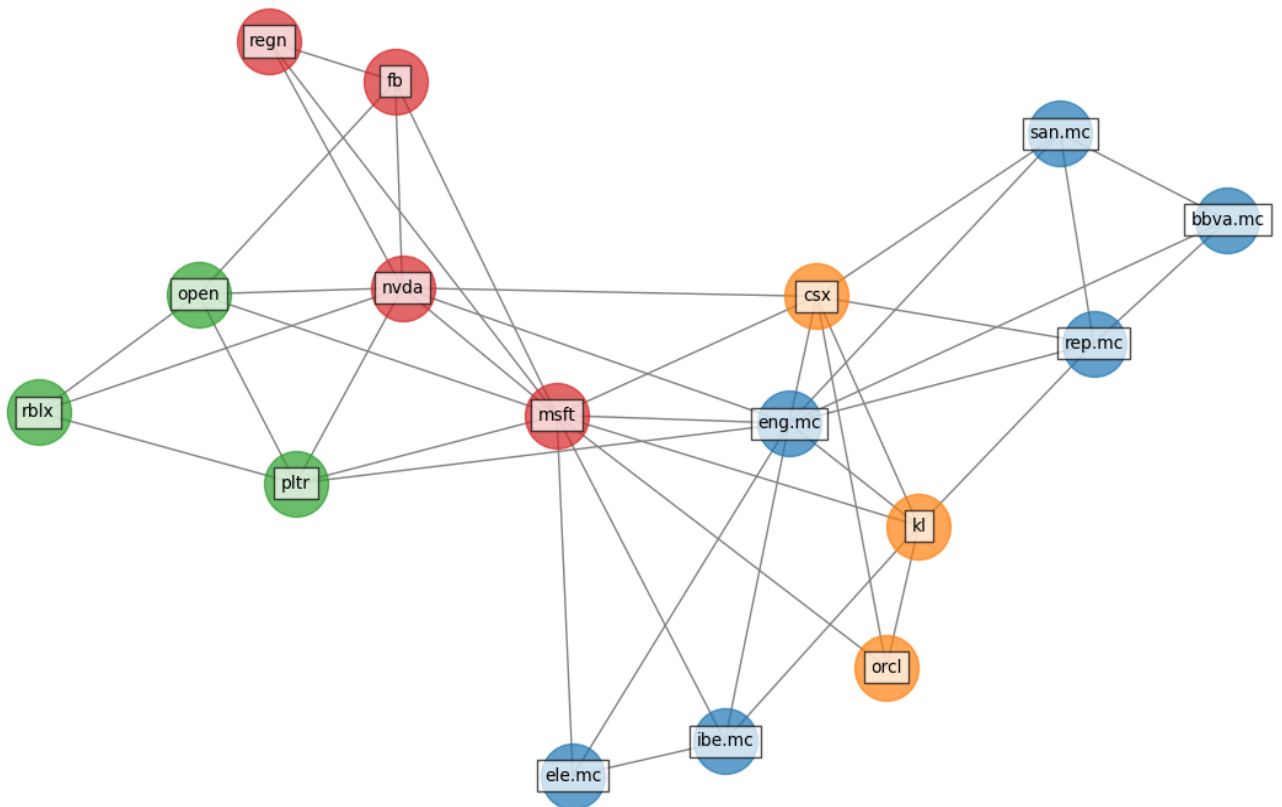 regn
fb
san.mc
bbva.mc
open
nvda
csx
rep.mc
rblx
msft
eng.mc
pltr
kl
orcl
ibe.mc
ele.mc